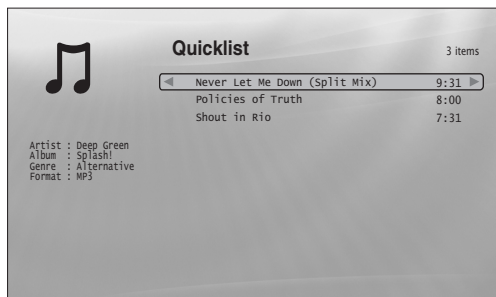 Quicklist
3 items
Never Let Me Down (Split Mix) 9:31
Policies of Truth 8:00
Shout in Rio 7:31
Artist : Deep Green
Album : Splash!
Genre : Alternative
Format : MP3